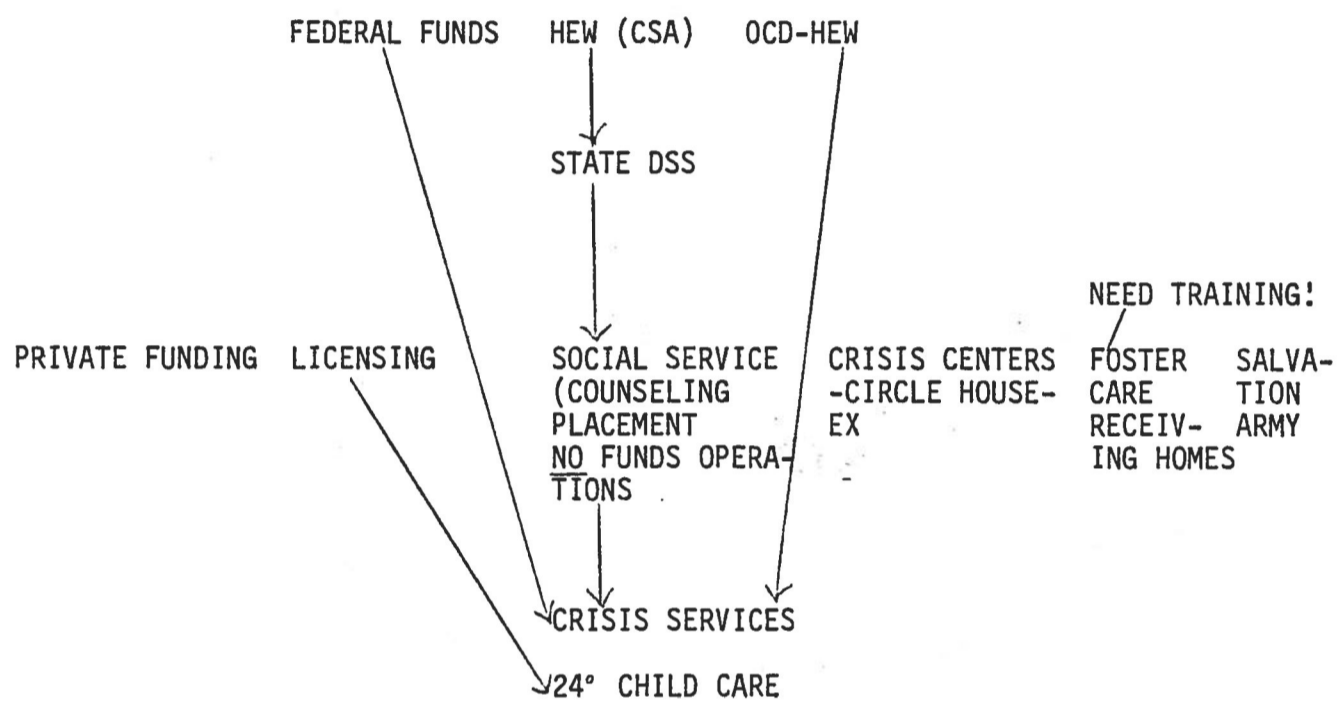 FEDERAL FUNDS HEW (CSA) OCD-HEW
STATE DSS
NEED TRAINING!
PRIVATE FUNDING LICENSING
SOCIAL SERVICE
(COUNSELING
PLACEMENT
NO FUNDS OPERA-
TIONS
CRISIS CENTERS
-CIRCLE HOUSE-
EX
FOSTER
CARE
RECEIV-
ING HOMES
SALVA-
TION
ARMY
CRISIS SERVICES
24° CHILD CARE